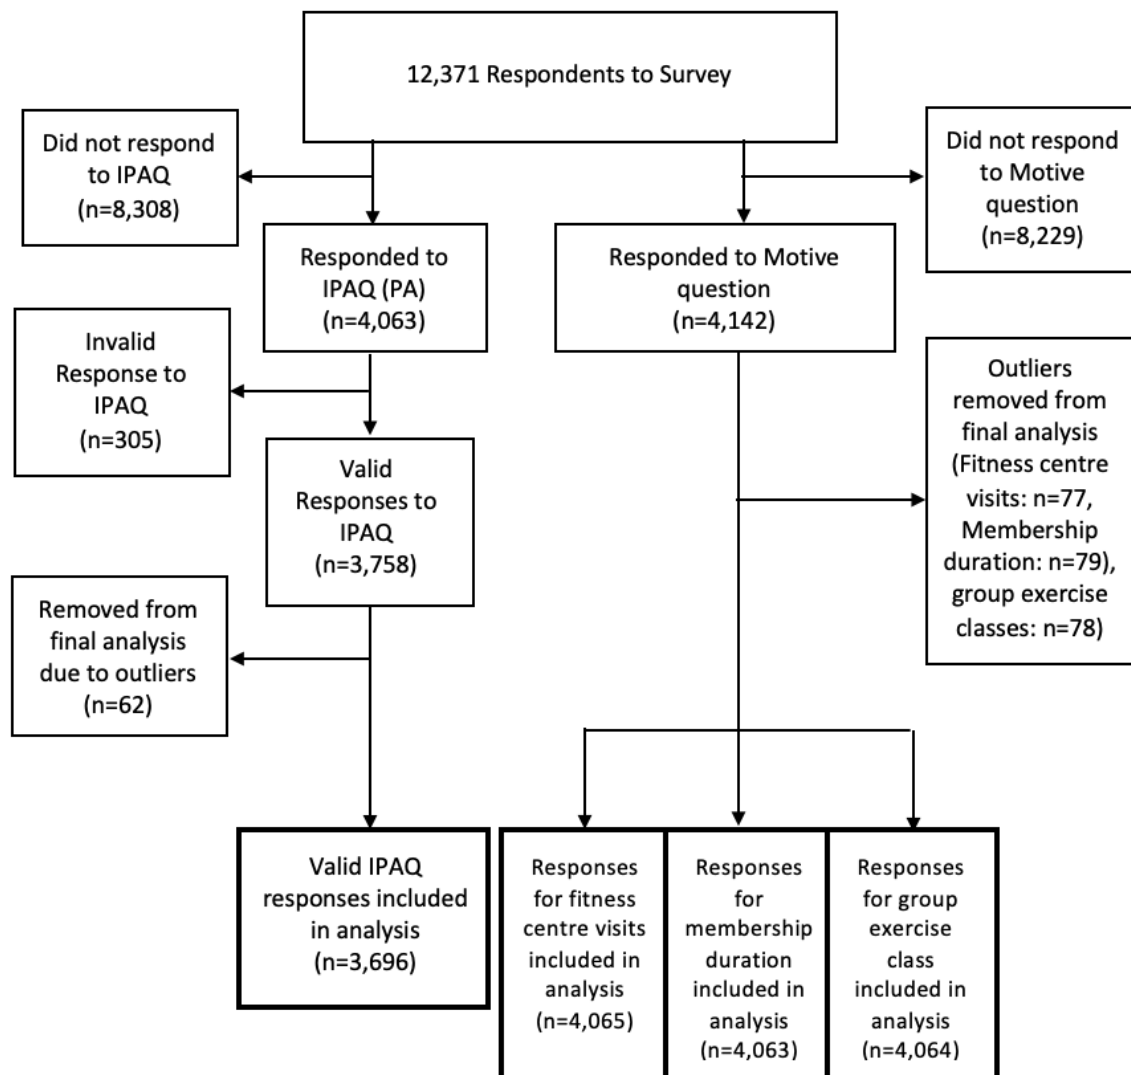 12,371 Respondents to Survey
Did not respond
to IPAQ
(n=8,308)
Did not respond
to Motive
question
(n=8,229)
Responded to
IPAQ (PA)
(n=4,063)
Responded to Motive
question
(n=4,142)
Invalid
Response to
IPAQ
(n=305)
Outliers
removed from
final analysis
(Fitness centre
visits: n=77,
Membership
duration: n=79),
group exercise
classes: n=78)
Valid
Responses to
IPAQ
(n=3,758)
Removed from
final analysis
due to outliers
(n=62)
Valid IPAQ
responses included
in analysis
(n=3,696)
Responses
for fitness
centre visits
included in
analysis
(n=4,065)
Responses
for
membership
duration
included in
analysis
(n=4,063)
Responses
for group
exercise
class
included in
analysis
(n=4,064)